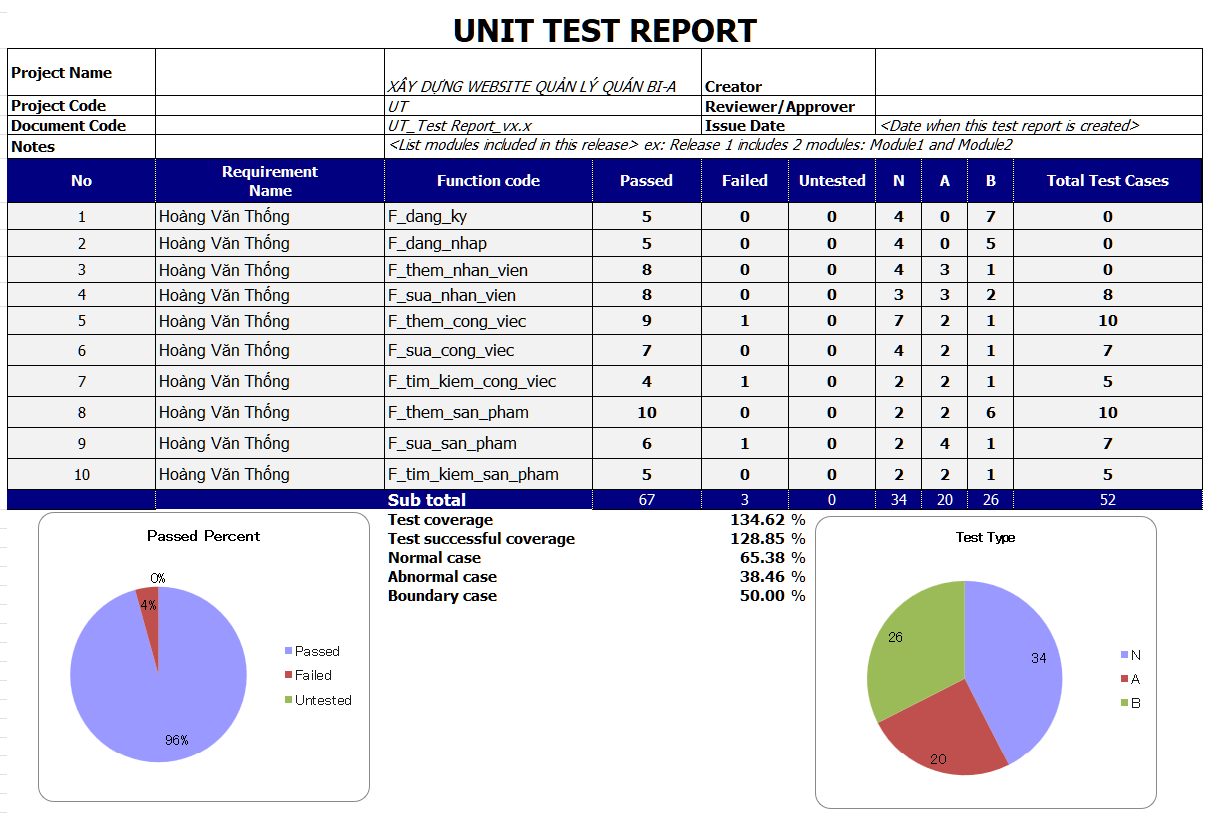 UNIT TEST REPORT
Project Name XÂY DỰNG WEBSITE QUẢN LÝ QUÁN BI-A Creator
Project Code UT Reviewer/Approver
Document Code UT_Test Report_vx.x Issue Date <Date when this test report is created>
Notes <List modules included in this release> ex: Release 1 includes 2 modules: Module1 and Module2
No Requirement Name Function code Passed Failed Untested N A B Total Test Cases
1 Hoàng Văn Thống F_dang_ky 5 0 0 4 0 7 0
2 Hoàng Văn Thống F_dang_nhap 5 0 0 4 0 5 0
3 Hoàng Văn Thống F_them_nhan_vien 8 0 0 4 3 1 0
4 Hoàng Văn Thống F_sua_nhan_vien 8 0 0 3 3 2 8
5 Hoàng Văn Thống F_them_cong_viec 9 1 0 7 2 1 10
6 Hoàng Văn Thống F_sua_cong_viec 7 0 0 4 2 1 7
7 Hoàng Văn Thống F_tim_kiem_cong_viec 4 1 0 2 2 1 5
8 Hoàng Văn Thống F_them_san_pham 10 0 0 2 2 6 10
9 Hoàng Văn Thống F_sua_san_pham 6 1 0 2 4 1 7
10 Hoàng Văn Thống F_tim_kiem_san_pham 5 0 0 2 2 1 5
Sub total 67 3 0 34 20 26 52
Test coverage 134.62 %
Test successful coverage 128.85 %
Normal case 65.38 %
Abnormal case 38.46 %
Boundary case 50.00 %
Passed Percent
0%
4%
96%
Passed
Failed
Untested
Test Type
26
34
20
N
A
B